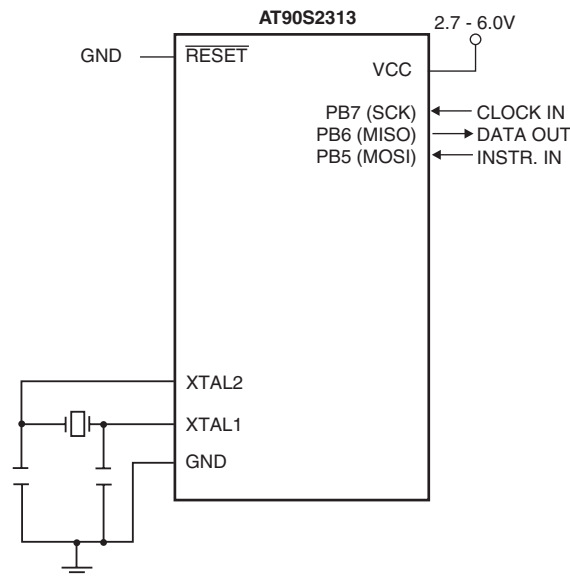 AT90S2313
2.7 - 6.0V
GND
RESET
VCC
PB7 (SCK)
CLOCK IN
PB6 (MISO)
DATA OUT
PB5 (MOSI)
INSTR. IN
XTAL2
XTAL1
GND